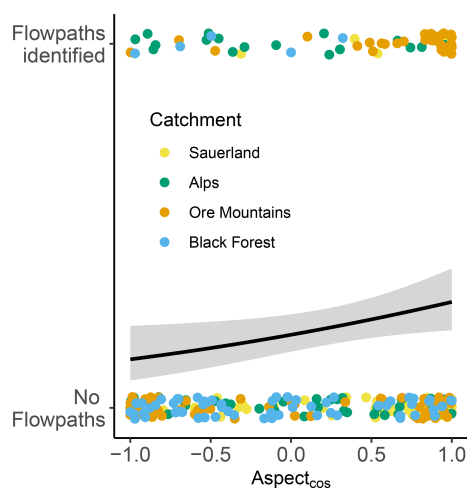 Flowpaths
identified
Catchment
Sauerland
Alps
Ore Mountains
Black Forest
No
Flowpaths
−1.0 −0.5 0.0 0.5 1.0
Aspectcos